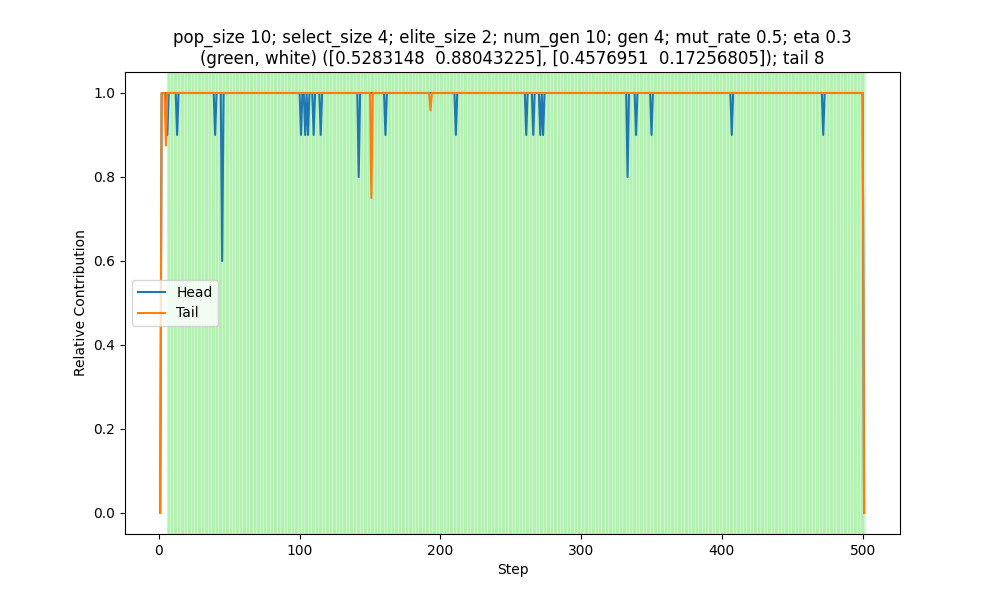 pop_size 10; select_size 4; elite_size 2; num_gen 10; gen 4; mut_rate 0.5; eta 0.3
(green, white) ([0.5283148  0.88043225], [0.4576951  0.17256805]); tail 8
1.0
0.8
0.6
0.4
0.2
0.0
Relative Contribution
Head
Tail
0
100
200
300
400
500
Step